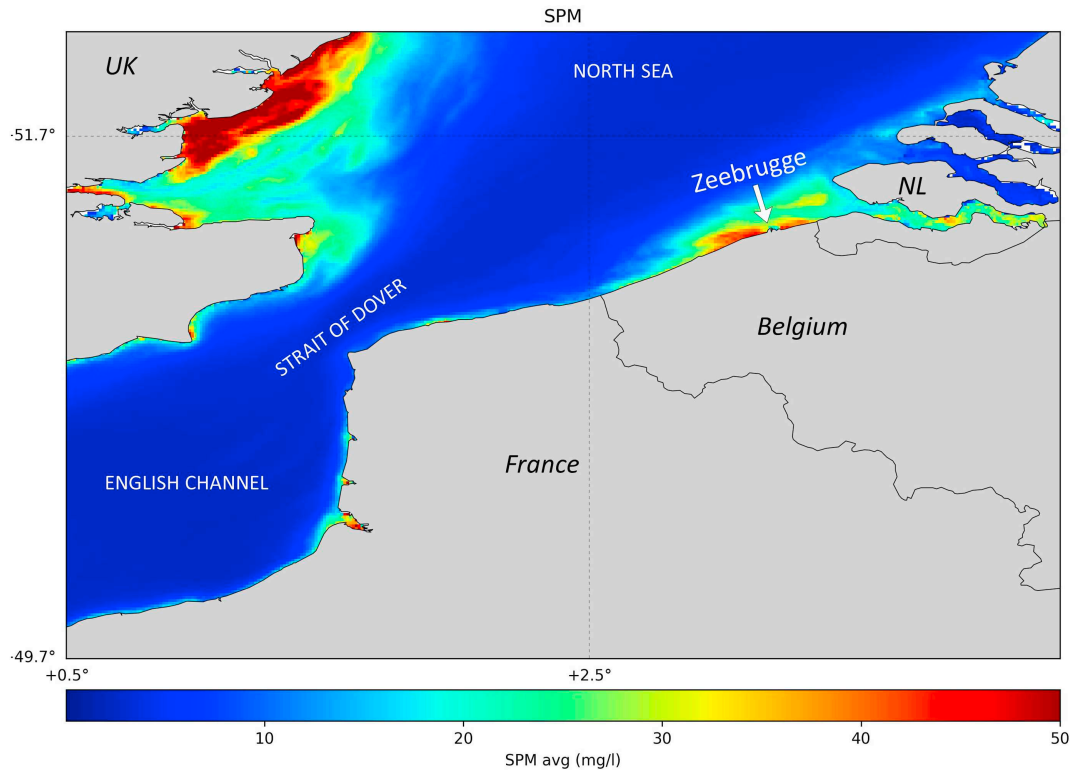 SPM
UK
NORTH SEA
-51.7°
Zeebrugge
NL
STRAIT OF DOVER
Belgium
France
ENGLISH CHANNEL
-49.7°
+0.5°
+2.5°
10
20
30
40
50
SPM avg (mg/l)